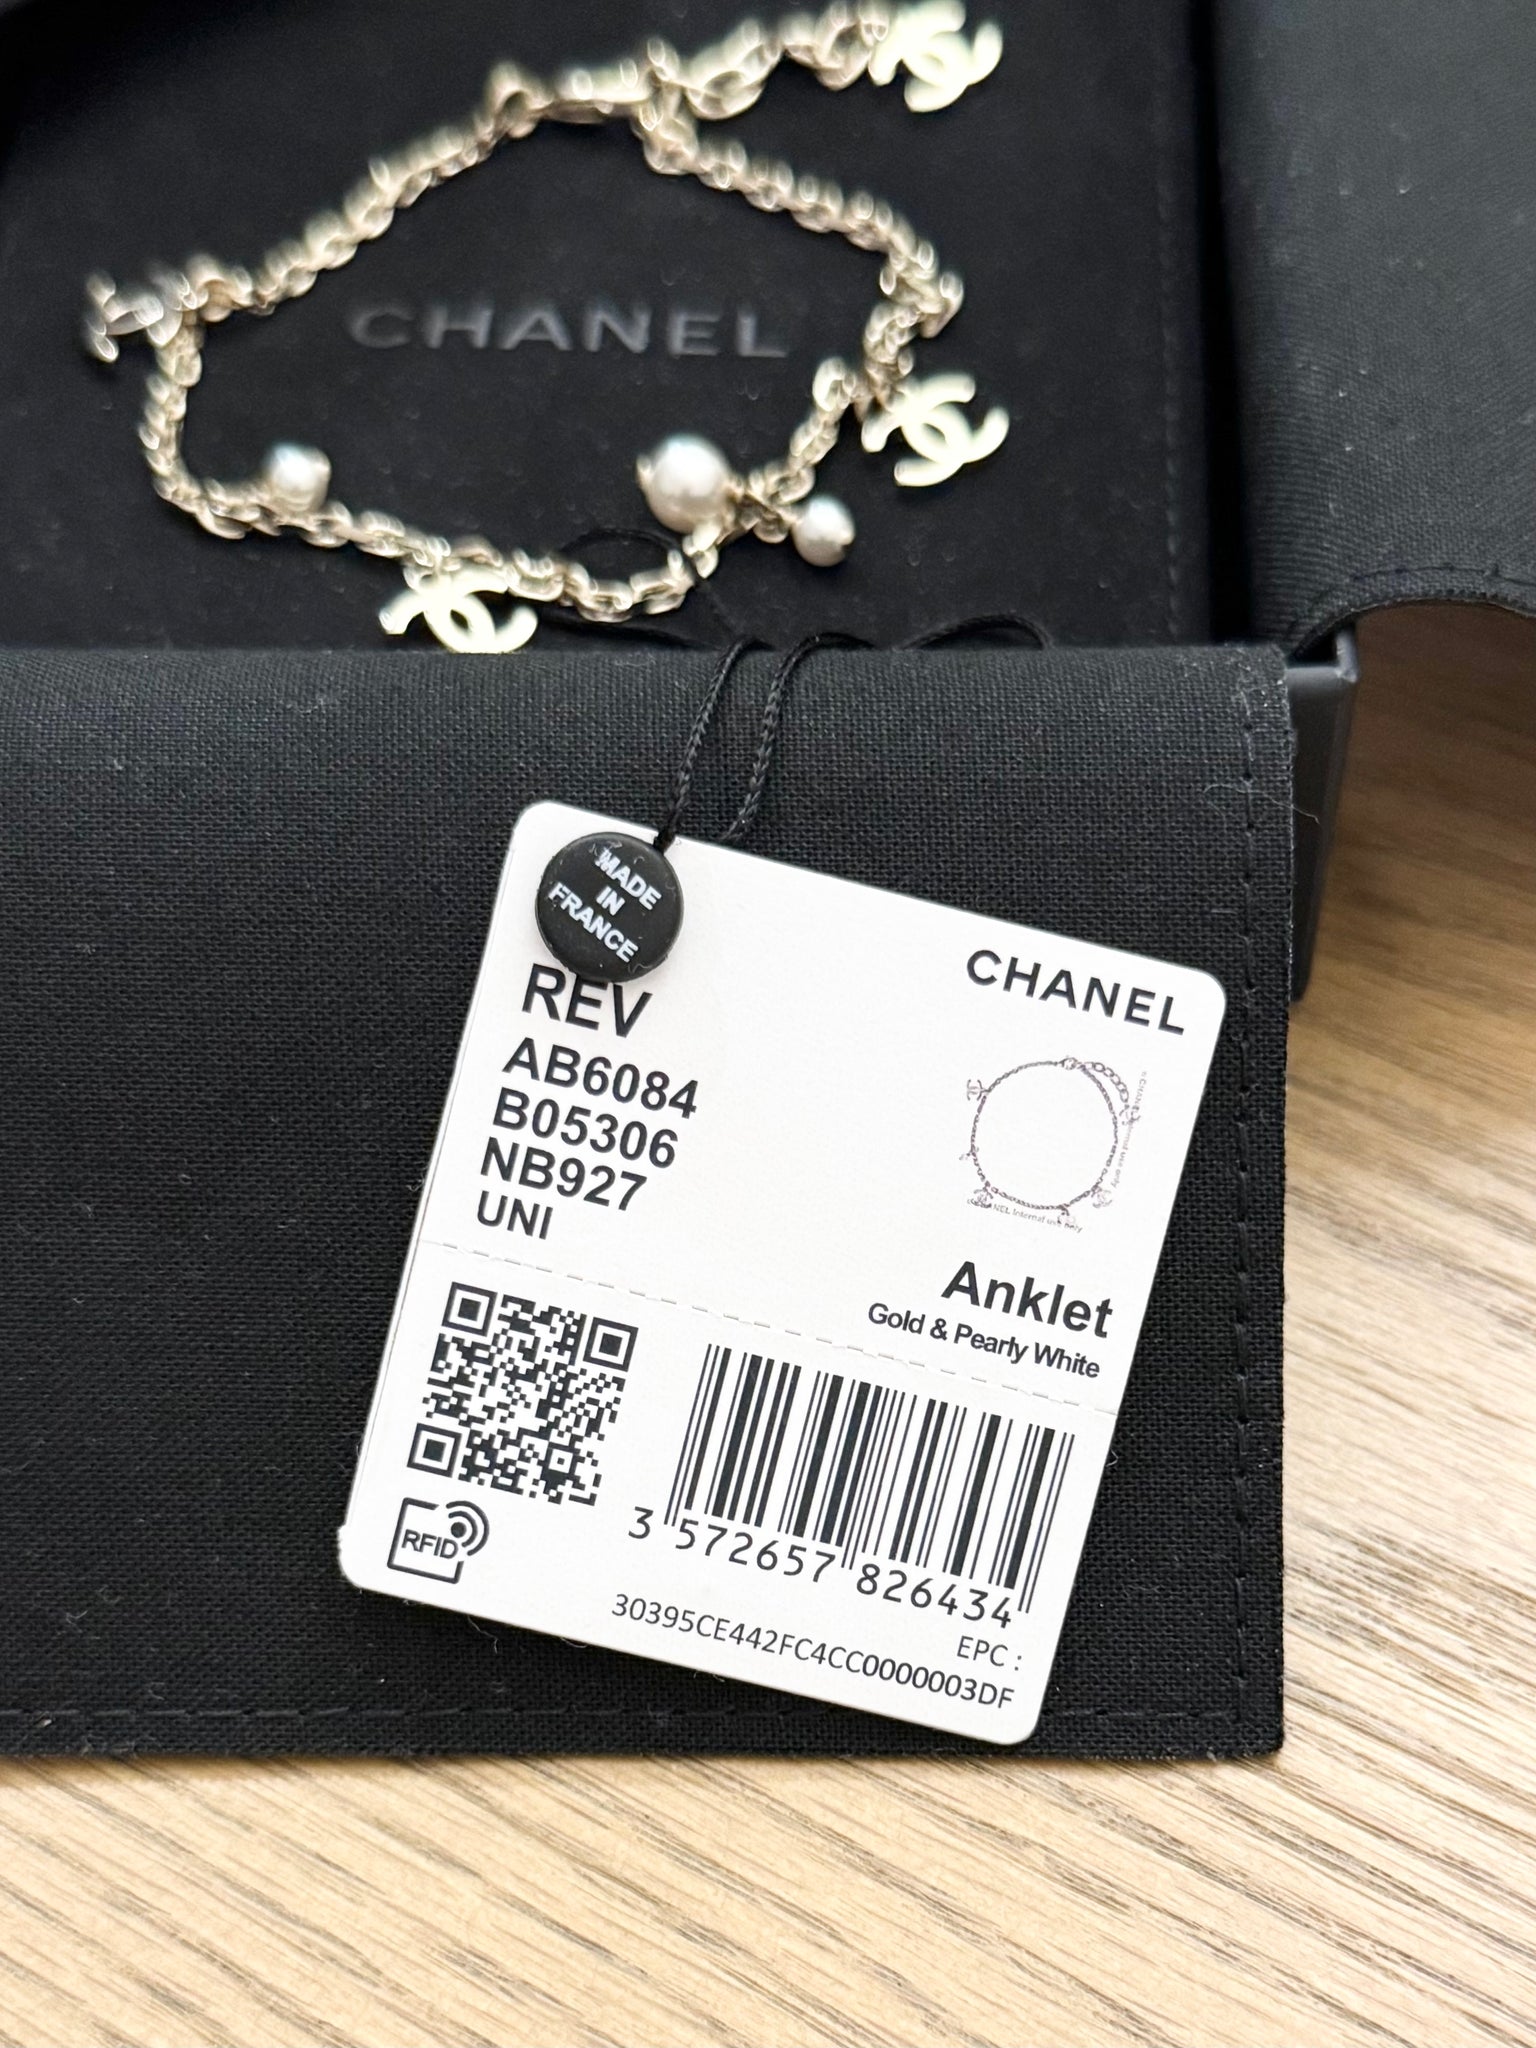 CHANEL
MADE
IN
FRANCE
CHANEL
REV
AB6084
B05306
NB927
UNI
Anklet
Gold & Pearly White
RFID
3 572657 826434
EPC :
30395CE442FC4CC0000003DF